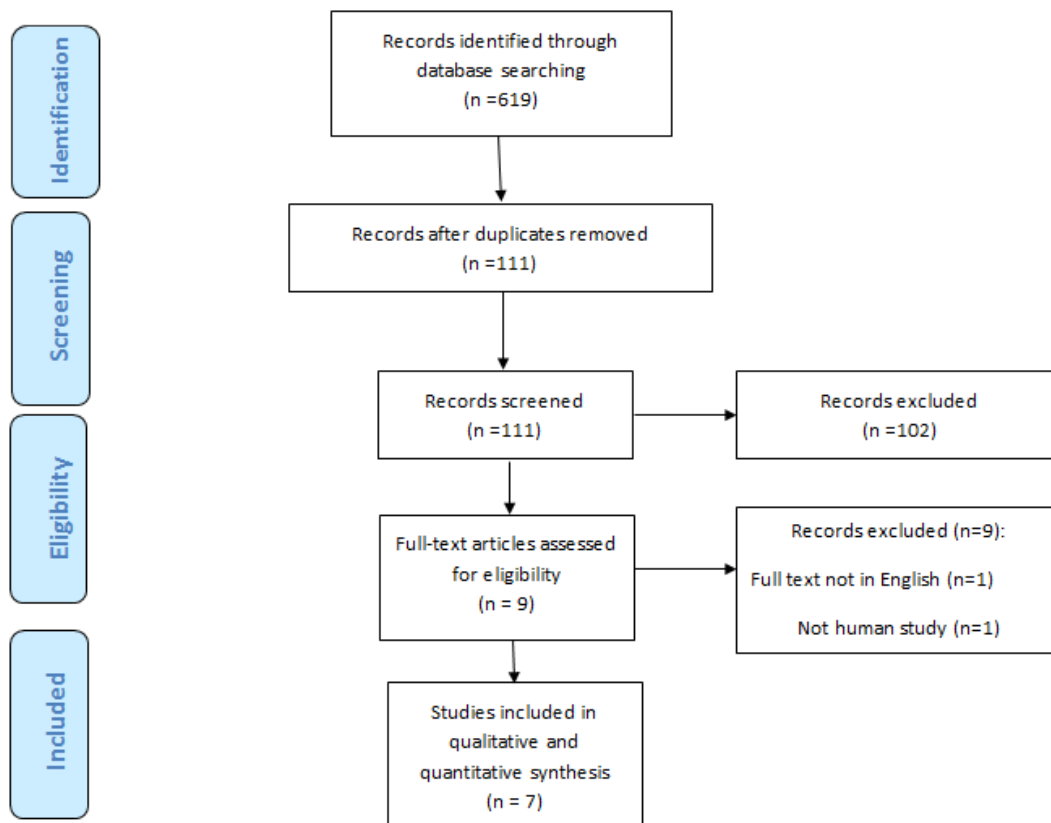 Identification
Records identified through
database searching
(n =619)
Records after duplicates removed
(n =111)
Screening
Records screened
(n =111)
Records excluded
(n =102)
Eligibility
Full-text articles assessed
for eligibility
(n = 9)
Records excluded (n=9):
Full text not in English (n=1)
Not human study (n=1)
Included
Studies included in
qualitative and
quantitative synthesis
(n = 7)